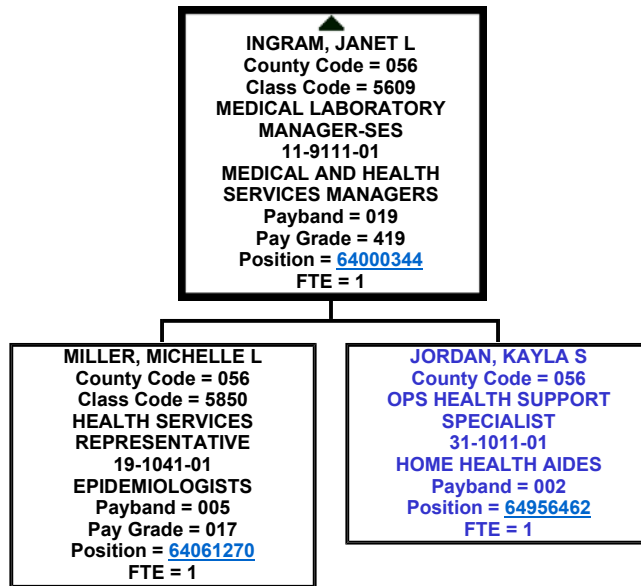 INGRAM, JANET L
County Code = 056
Class Code = 5609
MEDICAL LABORATORY
MANAGER-SES
11-9111-01
MEDICAL AND HEALTH
SERVICES MANAGERS
Payband = 019
Pay Grade = 419
Position = 64000344
FTE = 1
MILLER, MICHELLE L
County Code = 056
Class Code = 5850
HEALTH SERVICES
REPRESENTATIVE
19-1041-01
EPIDEMIOLOGISTS
Payband = 005
Pay Grade = 017
Position = 64061270
FTE = 1
JORDAN, KAYLA S
County Code = 056
OPS HEALTH SUPPORT
SPECIALIST
31-1011-01
HOME HEALTH AIDES
Payband = 002
Position = 64956462
FTE = 1